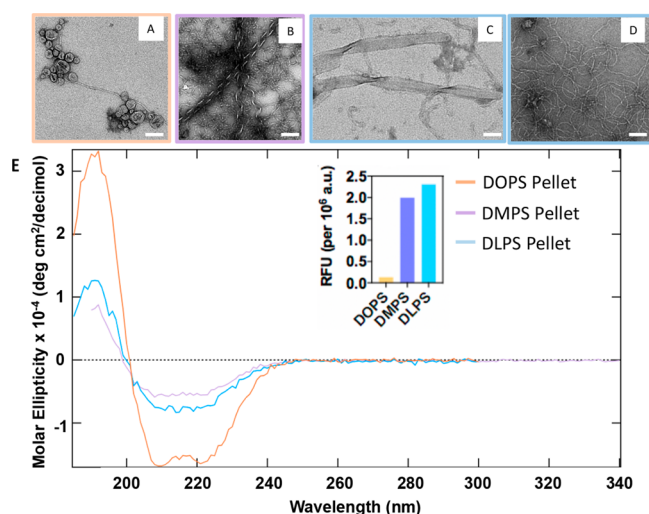 A
B
C
D
E
3
2
1
0
-1
Molar Ellipticity x 10⁻⁴ (deg cm²/decimol)
200
220
240
260
280
300
320
340
Wavelength (nm)
2.5
2.0
1.5
1.0
0.5
0.0
RFU (per 10⁶ a.u.)
DOPS
DMPS
DLPS
DOPS Pellet
DMPS Pellet
DLPS Pellet